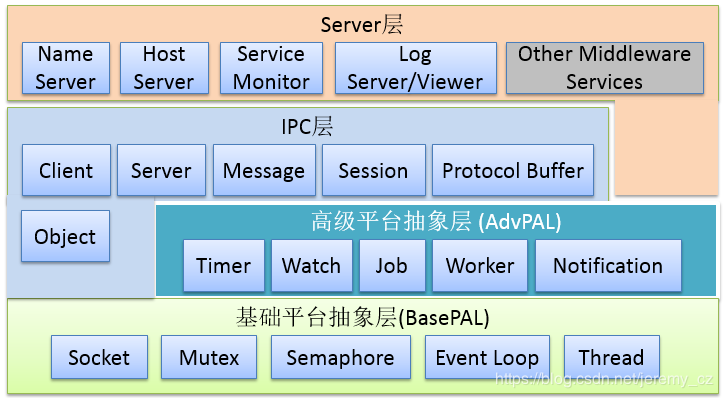 Server层
Name Server
Host Server
Service Monitor
Log Server/Viewer
Other Middleware Services
IPC层
Client
Server
Message
Session
Protocol Buffer
Object
高级平台抽象层 (AdvPAL)
Timer
Watch
Job
Worker
Notification
基础平台抽象层(BasePAL)
Socket
Mutex
Semaphore
Event Loop
Thread
https://blog.csdn.net/jeremy_cz